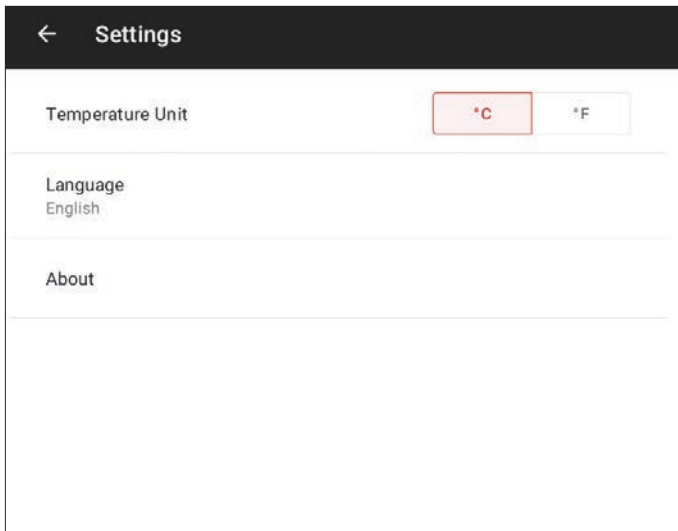 Settings
Temperature Unit
°C
°F
Language
English
About